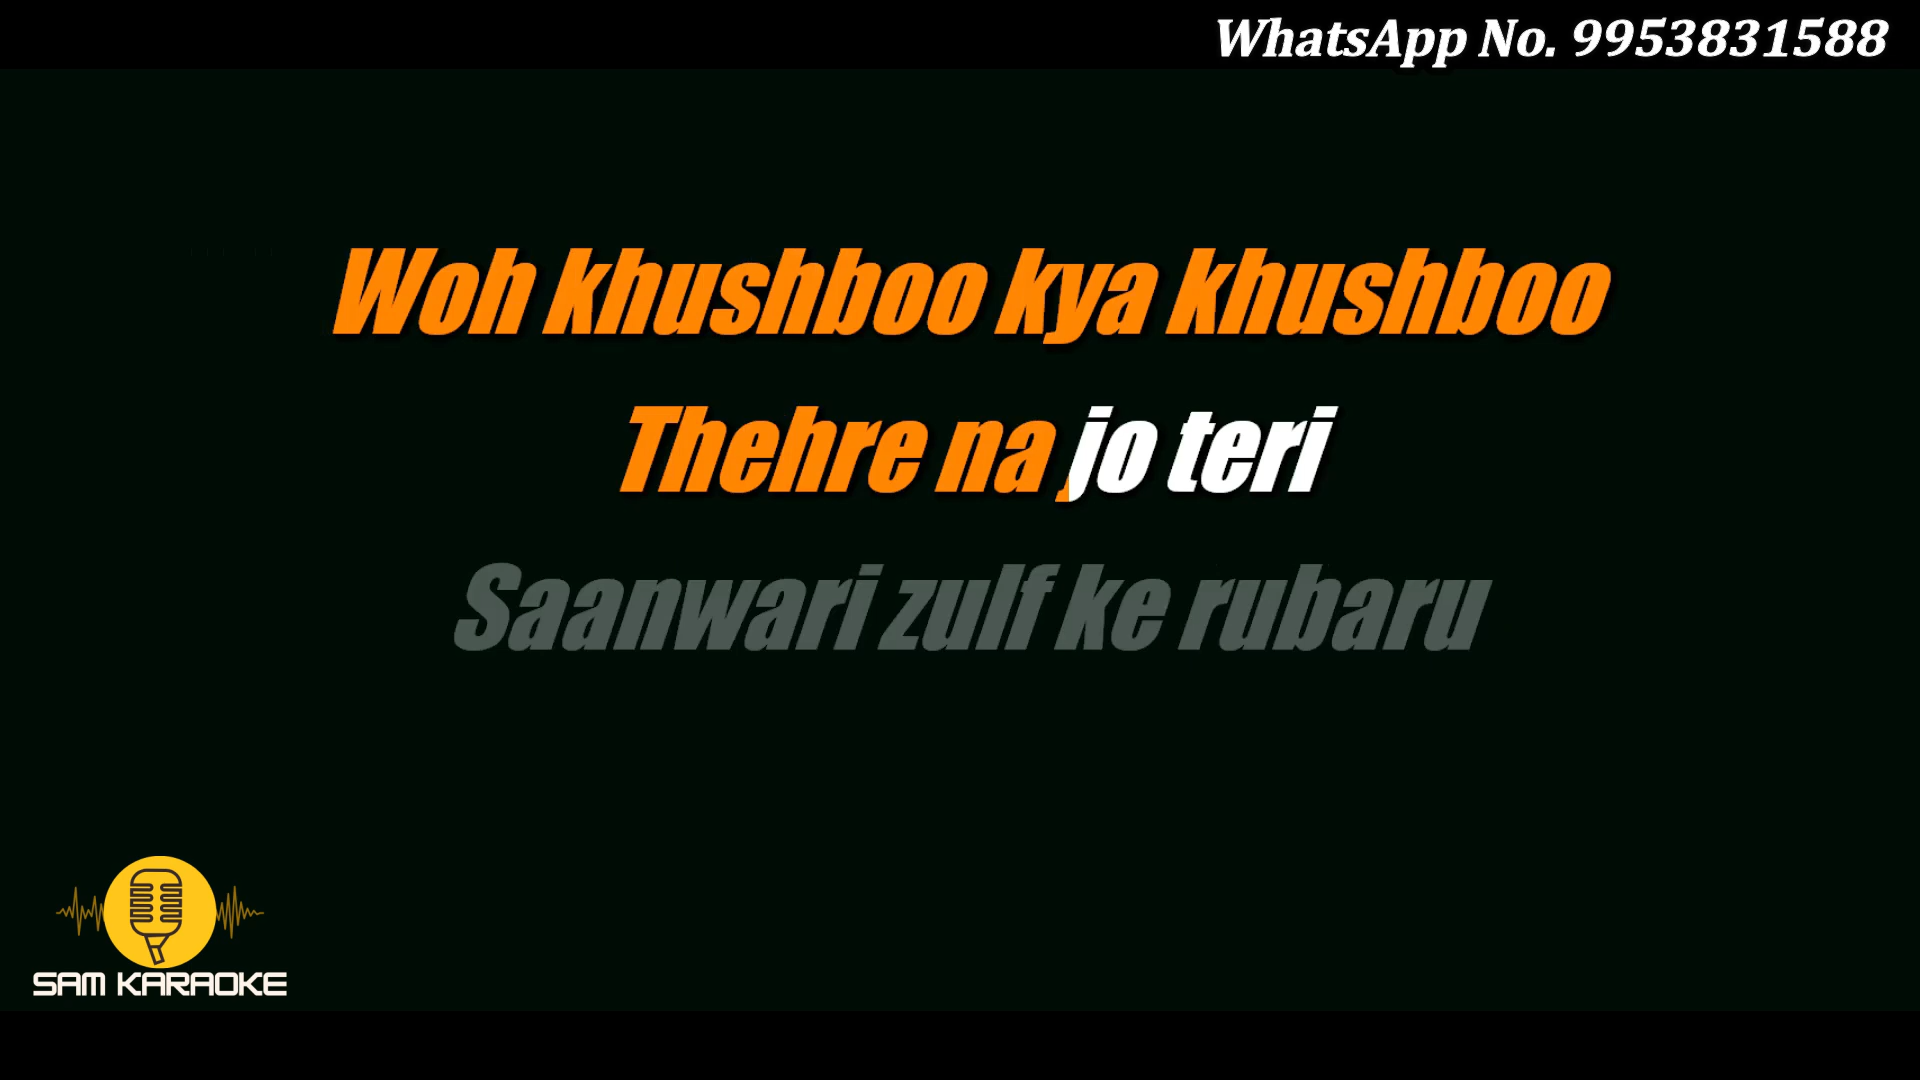 WhatsApp No. 9953831588
Woh khushboo kya khushboo
Thehre na jo teri
Saanwari zulf ke rubaru
SAM KARAOKE